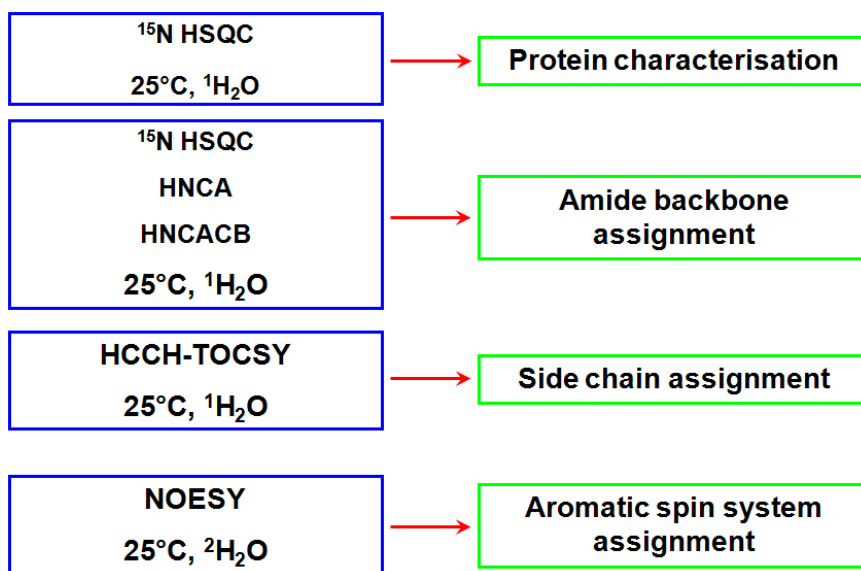 ¹⁵N HSQC
25°C, ¹H₂O
Protein characterisation
¹⁵N HSQC
HNCA
HNCACB
25°C, ¹H₂O
Amide backbone
assignment
HCCH-TOCSY
25°C, ¹H₂O
Side chain assignment
NOESY
25°C, ²H₂O
Aromatic spin system
assignment